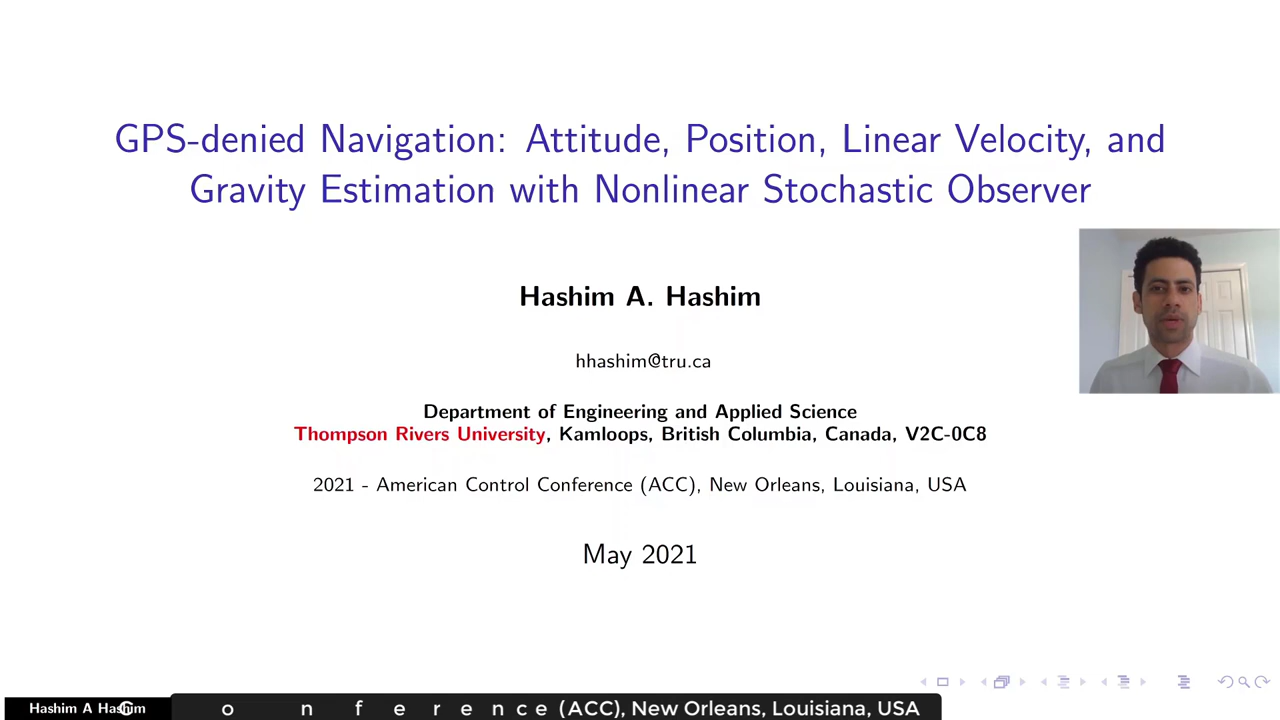 GPS-denied Navigation: Attitude, Position, Linear Velocity, and
Gravity Estimation with Nonlinear Stochastic Observer
Hashim A. Hashim
hhashim@tru.ca
Department of Engineering and Applied Science
Thompson Rivers University, Kamloops, British Columbia, Canada, V2C-0C8
2021 - American Control Conference (ACC), New Orleans, Louisiana, USA
May 2021
Hashim A Hashim
C o n f e r e n c e (ACC), New Orleans, Louisiana, USA